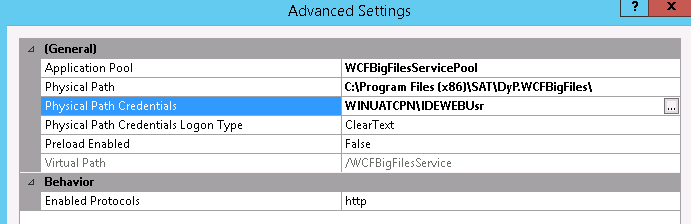 Advanced Settings
? x
(General)
Application Pool WCFBigFilesServicePool
Physical Path C:\Program Files (x86)\SAT\DyP.WCFBigFiles\
Physical Path Credentials WINUATCPN\IDEWEBUsr ...
Physical Path Credentials Logon Type ClearText
Preload Enabled False
Virtual Path /WCFBigFilesService
Behavior
Enabled Protocols http